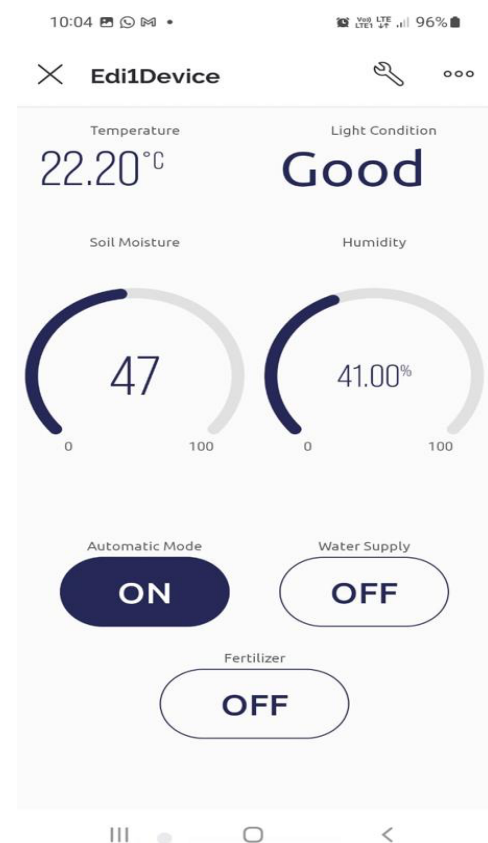 10:04 96%
Edi1Device
Temperature Light Condition
22.20°C Good
Soil Moisture Humidity
47 41.00%
0 100 0 100
Automatic Mode Water Supply
ON OFF
Fertilizer
OFF